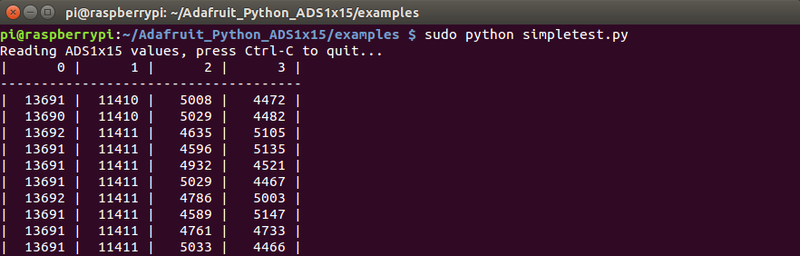 pi@raspberrypi: ~/Adafruit_Python_ADS1x15/examples
pi@raspberrypi:~/Adafruit_Python_ADS1x15/examples $ sudo python simpletest.py
Reading ADS1x15 values, press Ctrl-C to quit...
|      0 |      1 |      2 |      3 |
-------------------------------------
|  13691 |  11410 |   5008 |   4472 |
|  13690 |  11410 |   5029 |   4482 |
|  13692 |  11411 |   4635 |   5105 |
|  13691 |  11411 |   4596 |   5135 |
|  13691 |  11411 |   4932 |   4521 |
|  13691 |  11411 |   5029 |   4467 |
|  13692 |  11411 |   4786 |   5003 |
|  13691 |  11411 |   4589 |   5147 |
|  13691 |  11411 |   4761 |   4733 |
|  13691 |  11411 |   5033 |   4466 |